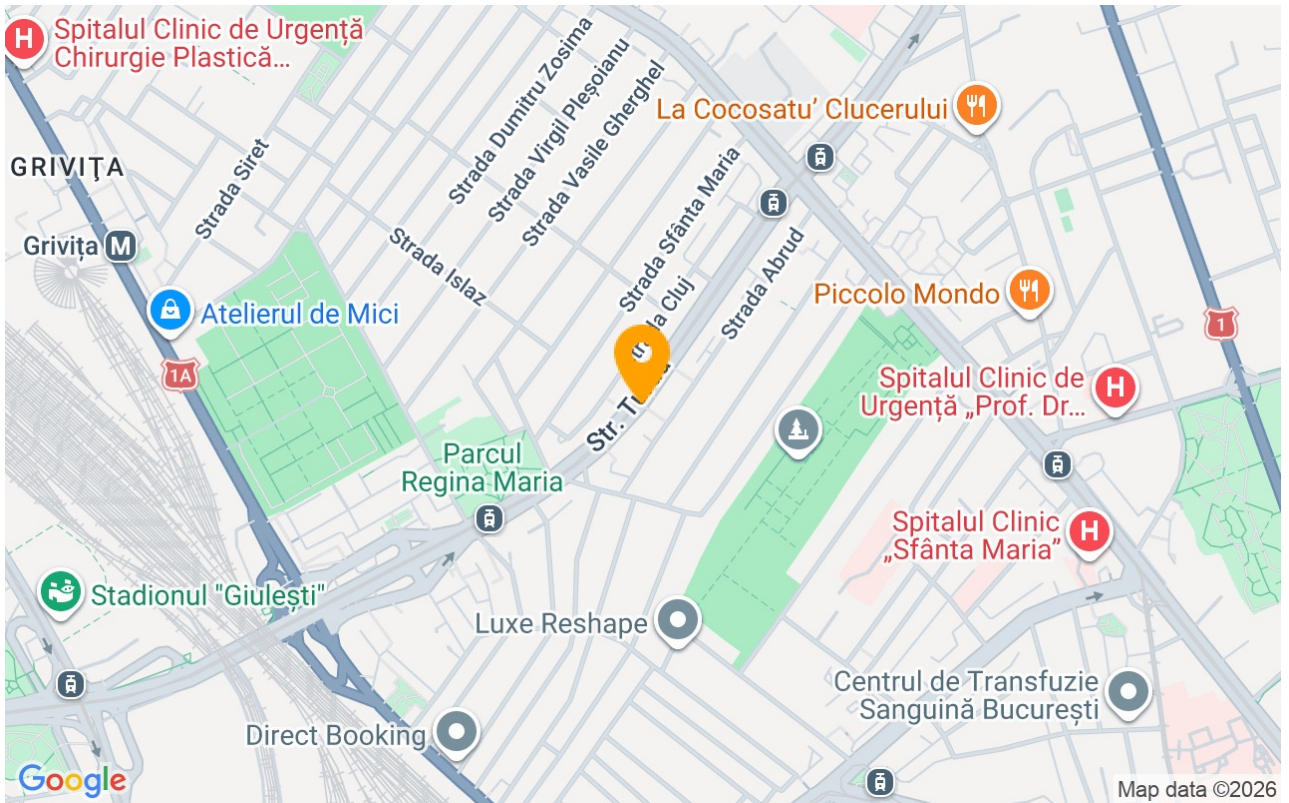 Spitalul Clinic de Urgență
Chirurgie Plastică...
H
GRIVIȚA
Strada Siret
Strada Dumitru Zosima
Strada Virgil Pleșoianu
Strada Vasile Gherghel
La Cocosatu' Clucerului
Strada Sfânta Maria
Grivița
M
Strada Islaz
Strada Cluj
Strada Abrud
Piccolo Mondo
Atelierul de Mici
1
1A
Spitalul Clinic de
Urgență „Prof. Dr...
H
Str.
Parcul
Regina Maria
Spitalul Clinic
„Sfânta Maria”
H
Stadionul "Giulești"
Luxe Reshape
Centrul de Transfuzie
Sanguină București
Direct Booking
Google
Map data ©2026